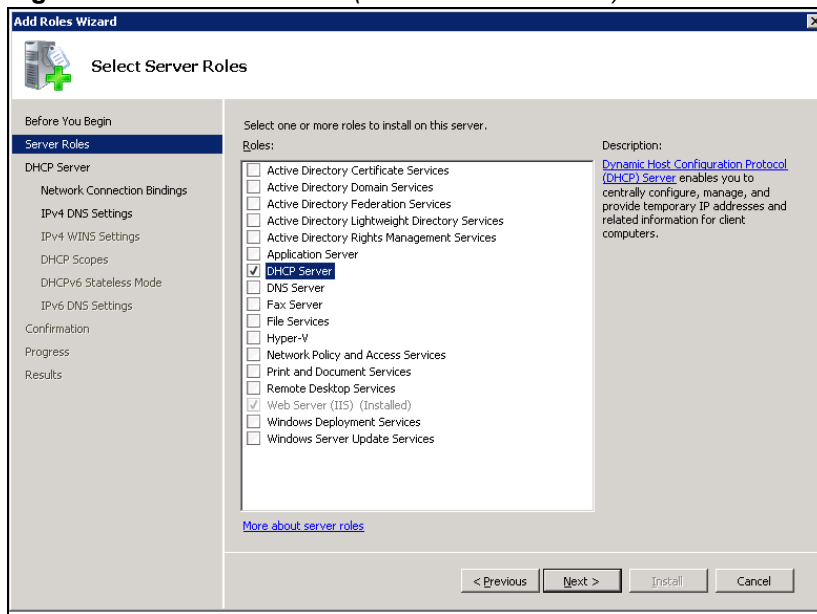 Add Roles Wizard
Select Server Roles
Before You Begin
Server Roles
DHCP Server
Network Connection Bindings
IPv4 DNS Settings
IPv4 WINS Settings
DHCP Scopes
DHCPv6 Stateless Mode
IPv6 DNS Settings
Confirmation
Progress
Results
Select one or more roles to install on this server.
Roles:
Active Directory Certificate Services
Active Directory Domain Services
Active Directory Federation Services
Active Directory Lightweight Directory Services
Active Directory Rights Management Services
Application Server
DHCP Server
DNS Server
Fax Server
File Services
Hyper-V
Network Policy and Access Services
Print and Document Services
Remote Desktop Services
Web Server (IIS) (Installed)
Windows Deployment Services
Windows Server Update Services
More about server roles
Description:
Dynamic Host Configuration Protocol
(DHCP) Server enables you to
centrally configure, manage, and
provide temporary IP addresses and
related information for client
computers.
< Previous
Next >
Install
Cancel